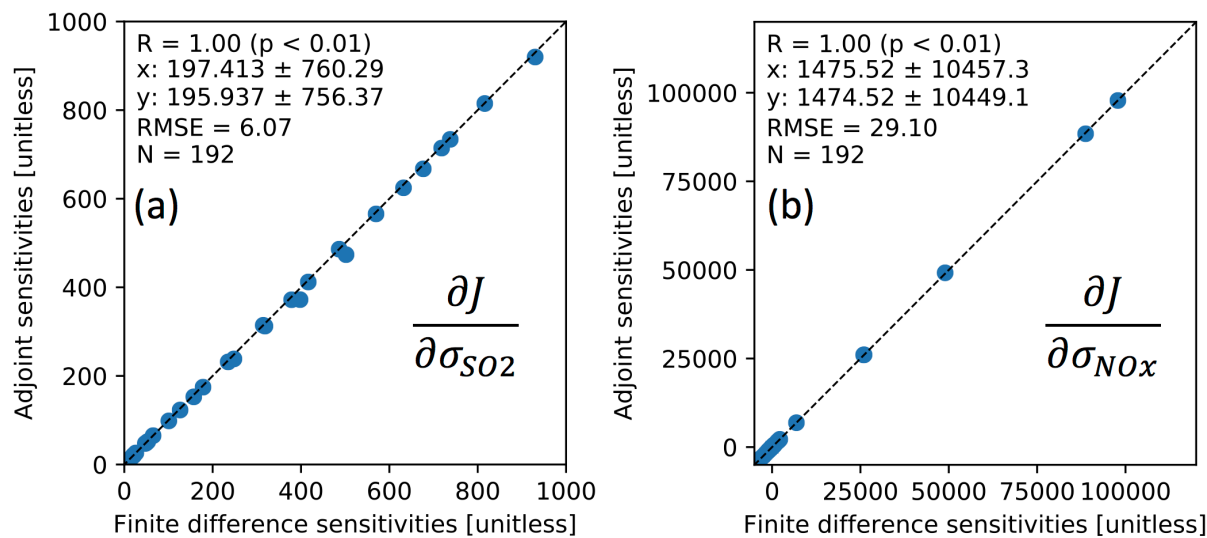 R = 1.00 (p < 0.01)
x: 197.413 ± 760.29
y: 195.937 ± 756.37
RMSE = 6.07
N = 192
(a)
∂J
∂σSO2
1000
800
600
400
200
0
0 200 400 600 800 1000
Adjoint sensitivities [unitless]
Finite difference sensitivities [unitless]
R = 1.00 (p < 0.01)
x: 1475.52 ± 10457.3
y: 1474.52 ± 10449.1
RMSE = 29.10
N = 192
(b)
∂J
∂σNOx
100000
75000
50000
25000
0
0 25000 50000 75000 100000
Adjoint sensitivities [unitless]
Finite difference sensitivities [unitless]